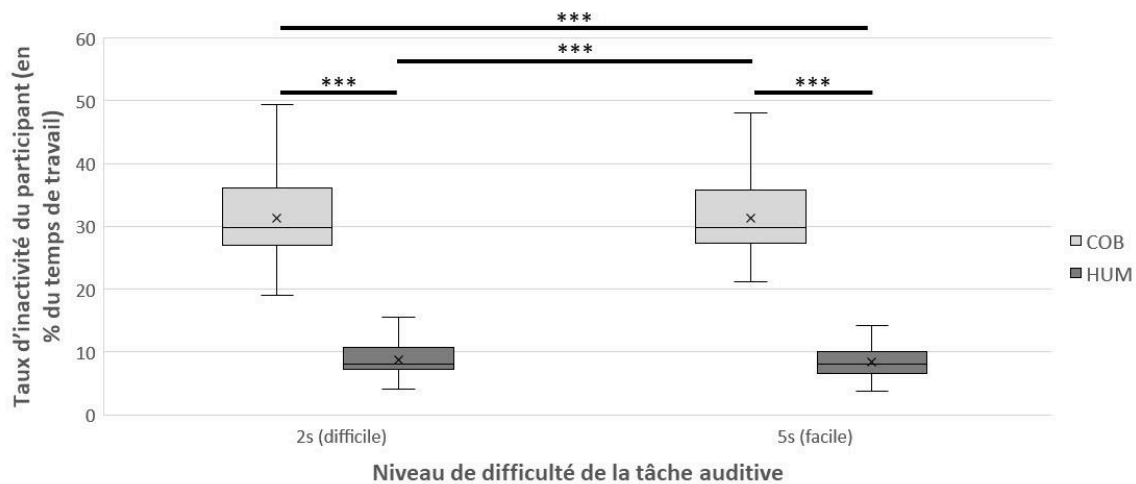 ***
***
***
***
Taux d'inactivité du participant (en
% du temps de travail)
60
50
40
30
20
10
0
COB
HUM
2s (difficile)
5s (facile)
Niveau de difficulté de la tâche auditive